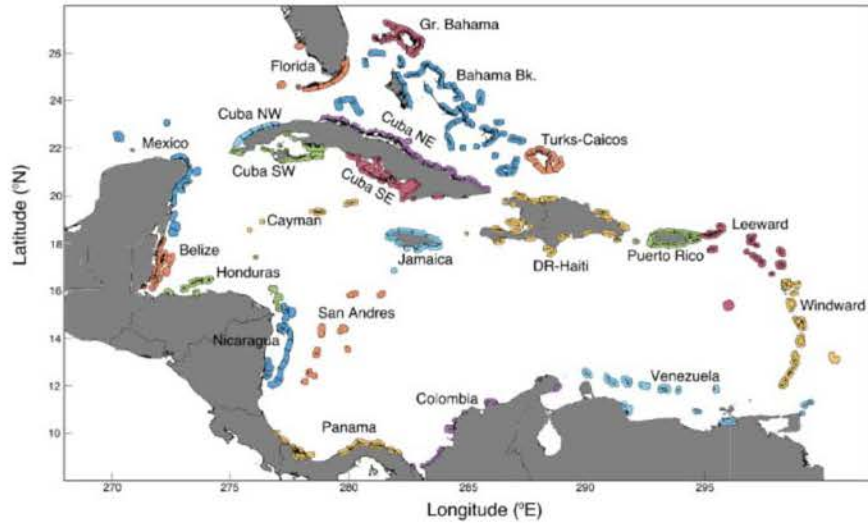 Gr. Bahama
26
Florida
Bahama Bk.
24
Cuba NW
Cuba NE
Mexico
22
Turks-Caicos
Cuba SW
Cuba SE
20
Cayman
Leeward
Latitude (ºN)
18
Belize
Jamaica
DR-Haiti
Puerto Rico
Honduras
16
San Andres
Windward
14
Nicaragua
Venezuela
12
Colombia
Panama
10
270
275
280
285
290
295
Longitude (ºE)